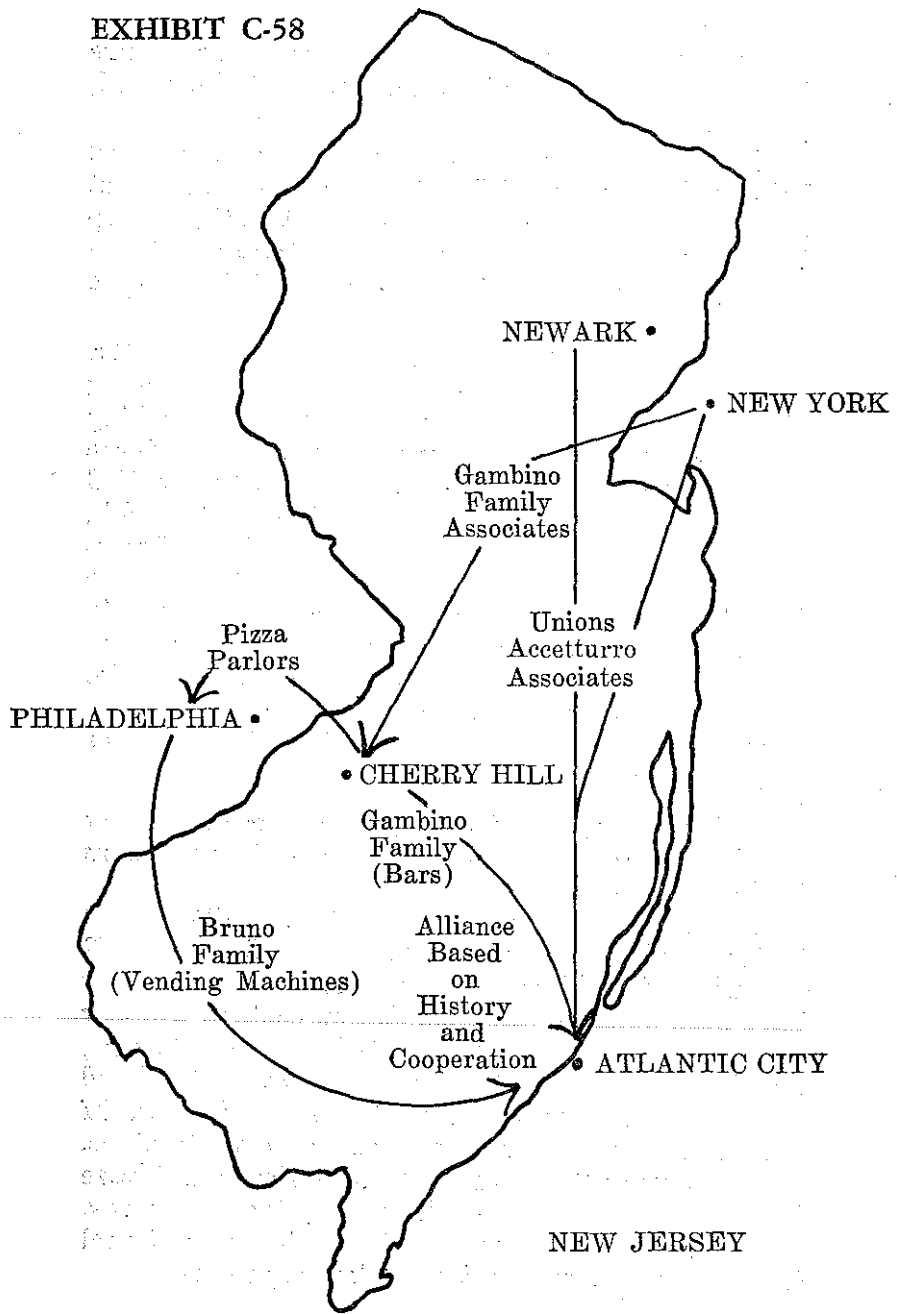 EXHIBIT C-58
NEWARK
NEW YORK
Gambino
Family
Associates
Unions
Accetturro
Associates
Pizza
Parlors
PHILADELPHIA
CHERRY HILL
Gambino
Family
(Bars)
Bruno
Family
(Vending Machines)
Alliance
Based
on
History
and
Cooperation
ATLANTIC CITY
NEW JERSEY